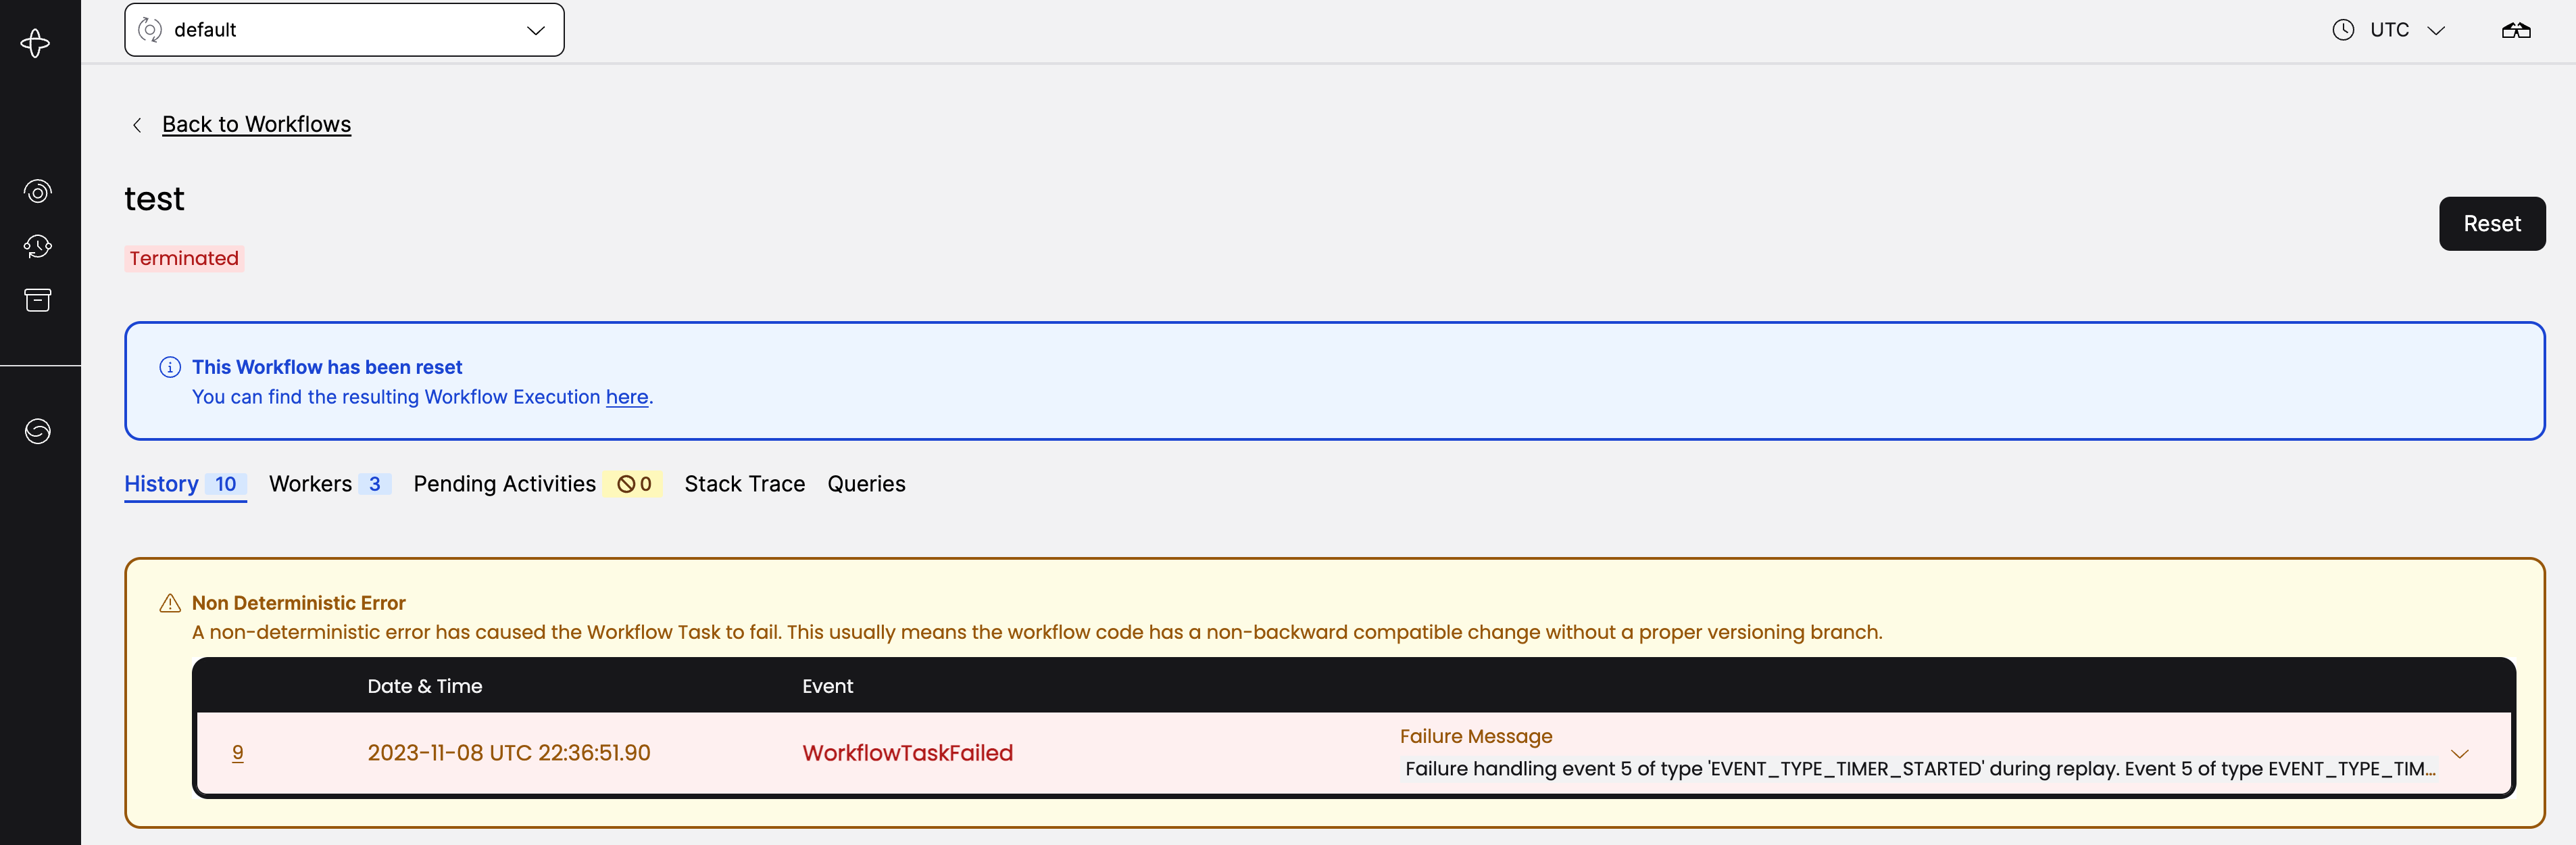 default
UTC
Back to Workflows
test
Reset
Terminated
This Workflow has been reset
You can find the resulting Workflow Execution here.
History 10 Workers 3 Pending Activities 0 Stack Trace Queries
Non Deterministic Error
A non-deterministic error has caused the Workflow Task to fail. This usually means the workflow code has a non-backward compatible change without a proper versioning branch.
Date & Time Event
Failure Message
9 2023-11-08 UTC 22:36:51.90 WorkflowTaskFailed
Failure handling event 5 of type 'EVENT_TYPE_TIMER_STARTED' during replay. Event 5 of type EVENT_TYPE_TIM...